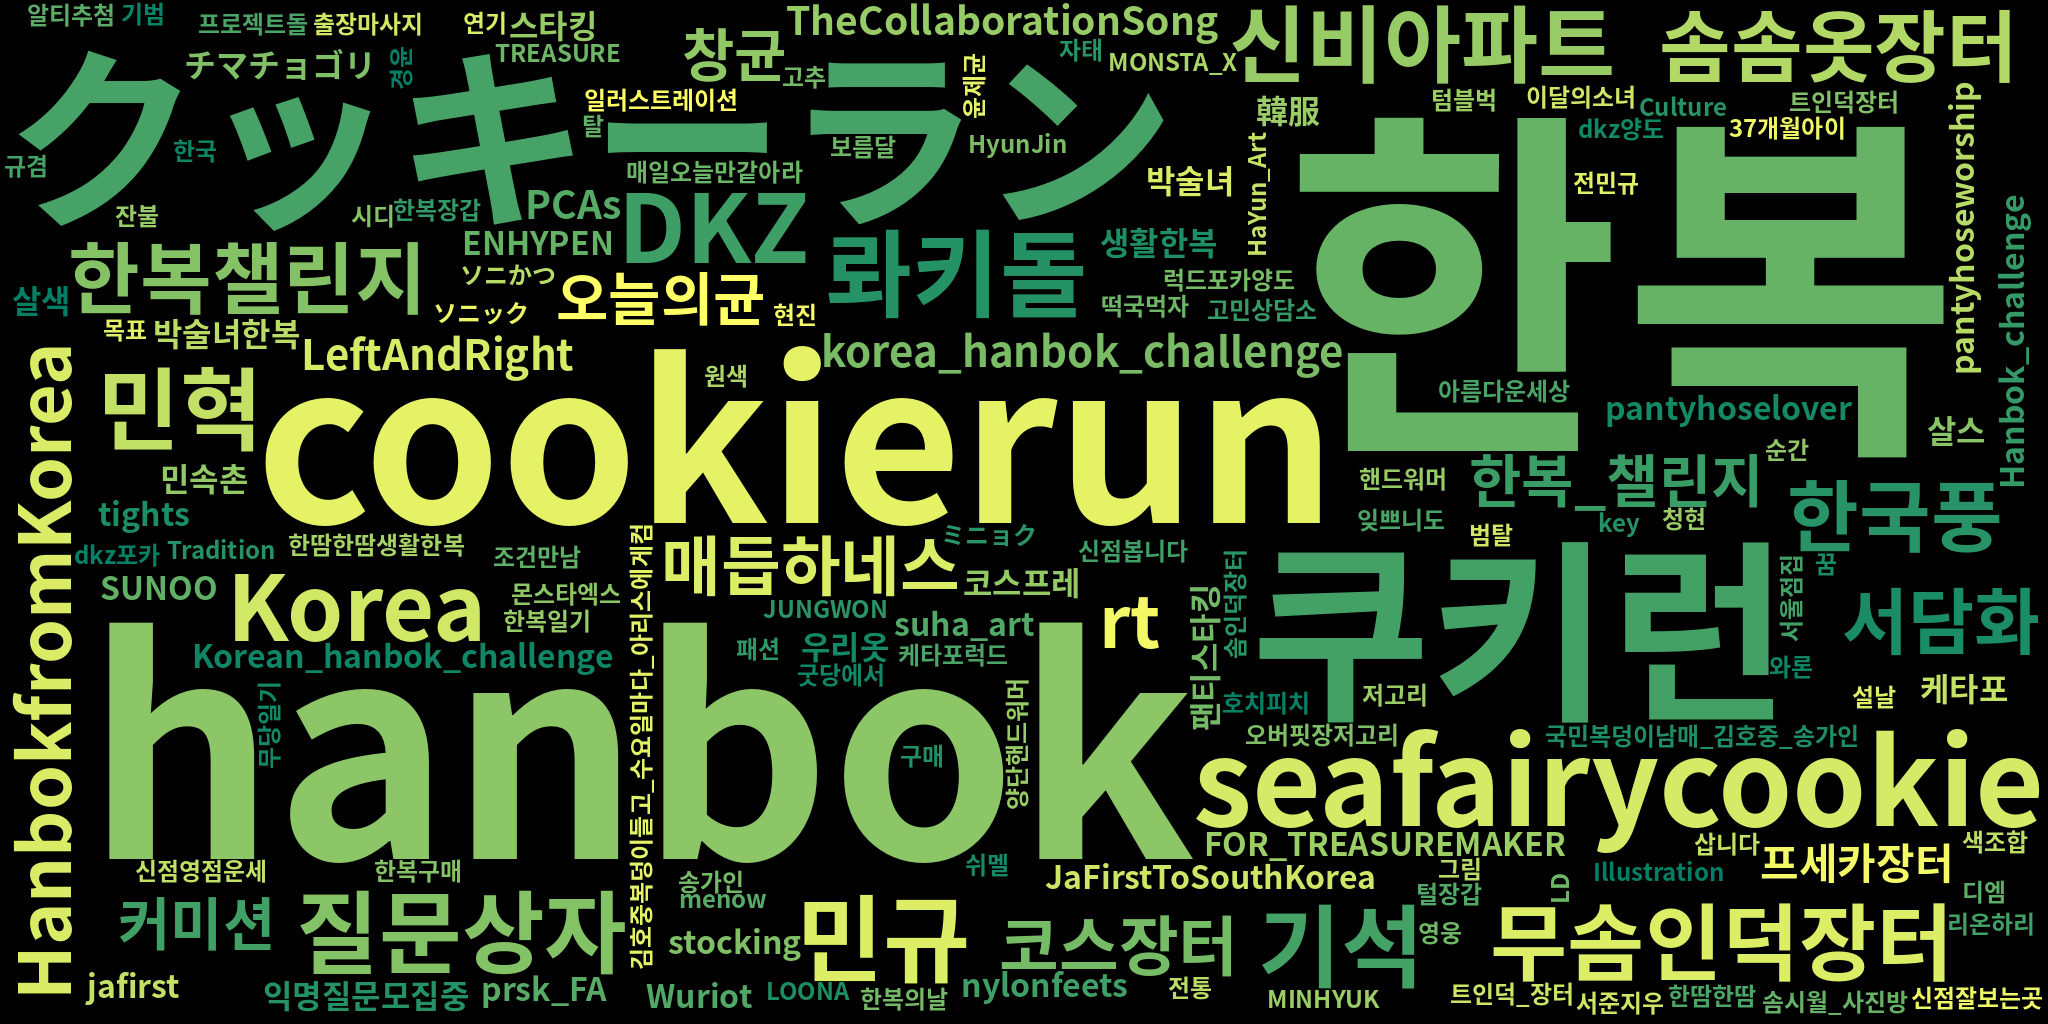 알티추첨 기범
프로젝트돌 출장마사지
연기 스타킹
TheCollaborationSong
신비아파트
솜솜옷장터
TREASURE
창균
자태
MONSTA_X
チマチョゴリ
경윤
고추
윤제균
クッキーラン
일러스트레이션
탈
韓服
텀블벅
이달의소녀
Culture
트인덕장터
dkz양도
37개월아이
pantyhoseworship
한복
한국
규겸
보름달
HyunJin
매일오늘만같아라
HaYun_Art
박술녀
전민규
Hanbok_challenge
잔불
시디
한복장갑
PCAs
DKZ
ENHYPEN
롸키돌
생활한복
한복챌린지
ソニかつ
럭드포카양도
살색
오늘의균
현진
떡국먹자
고민상담소
ソニック
목표
박술녀한복
LeftAndRight
korea_hanbok_challenge
HanbokfromKorea
민혁
cookierun
원색
아름다운세상
pantyhoselover
살스
순간
민속촌
핸드워머
한복_챌린지
한국풍
tights
잊쁘니도
key
청현
범탈
dkz포카
Tradition
한땀한땀생활한복
조건만남
김호중복덩이들고_수요일마다_아리스에게컴
매듭하네스
ミニョク
신점봅니다
솜인덕장터
쿠키런
서울점집
꿈
SUNOO
Korea
몬스타엑스
한복일기
코스프레
JUNGWON
rt
팬티스타킹
서담화
suha_art
패션
우리옷
케타포럭드
굿당에서
Korean_hanbok_challenge
와론
hanbok
무당일기
양단핸드워머
호치피치
저고리
설날
케타포
구매
오버핏장저고리
국민복덩이남매_김호중_송가인
seafairycookie
FOR_TREASUREMAKER
삽니다
색조합
신점영점운세
한복구매
쉬멜
송가인
menow
JaFirstToSouthKorea
그림
털장갑
LD
Illustration
프세카장터
디엠
커미션
질문상자
stocking
민규
코스장터
기석
영웅
무솜인덕장터
리온하리
jafirst
익명질문모집중
prsk_FA
Wuriot
LOONA
한복의날
nylonfeets
전통
MINHYUK
트인덕_장터
서준지우
한땀한땀
솜시월_사진방
신점잘보는곳